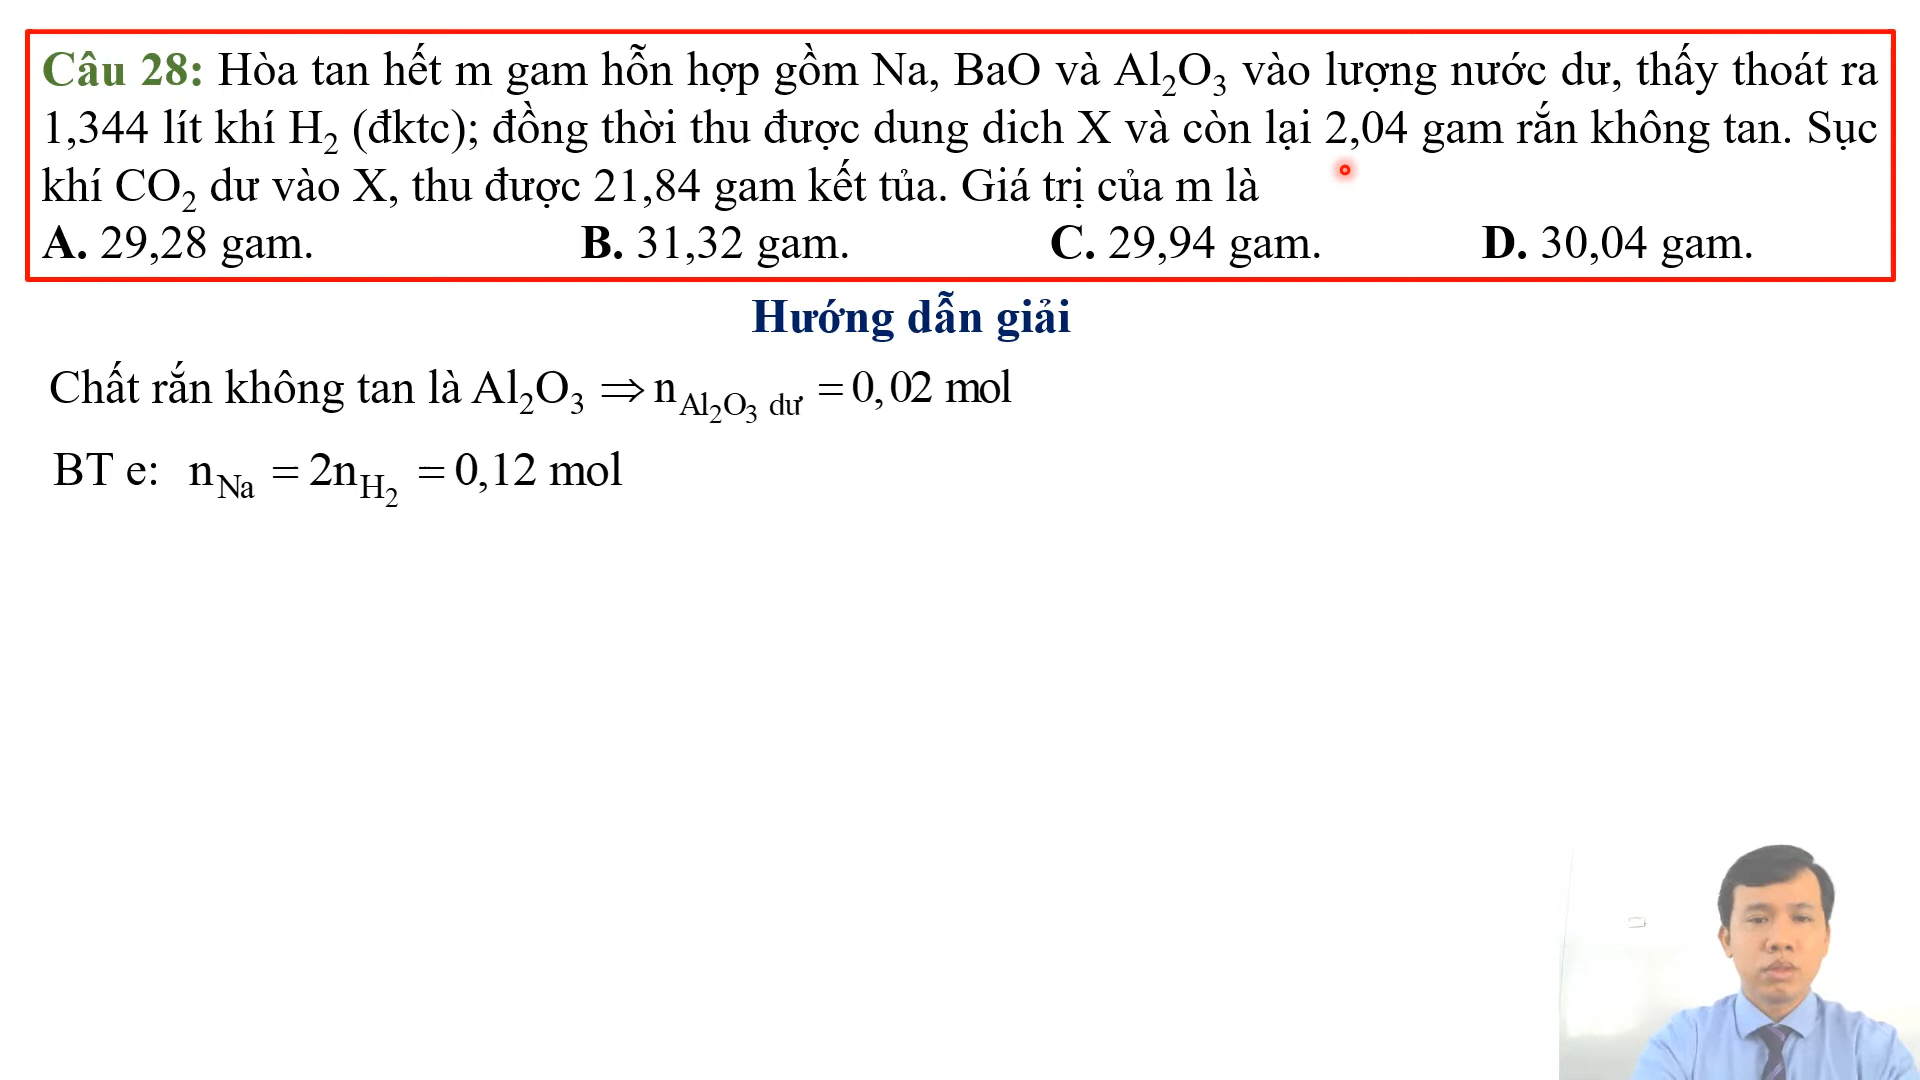 Câu 28: Hòa tan hết m gam hỗn hợp gồm Na, BaO và Al₂O₃ vào lượng nước dư, thấy thoát ra
1,344 lít khí H₂ (đktc); đồng thời thu được dung dich X và còn lại 2,04 gam rắn không tan. Sục
khí CO₂ dư vào X, thu được 21,84 gam kết tủa. Giá trị của m là
A. 29,28 gam. B. 31,32 gam. C. 29,94 gam. D. 30,04 gam.
Hướng dẫn giải
Chất rắn không tan là Al₂O₃ ⇒ n Al₂O₃ dư = 0,02 mol
BT e: n Na = 2n H₂ = 0,12 mol